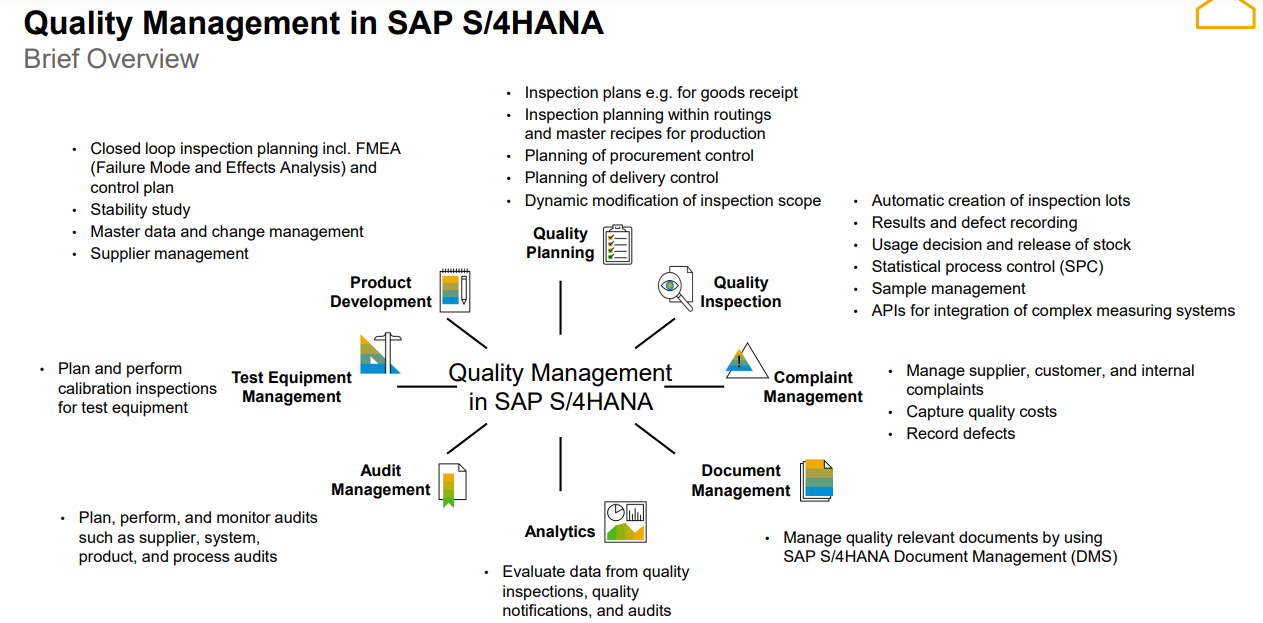 Quality Management in SAP S/4HANA
Brief Overview
• Inspection plans e.g. for goods receipt
• Inspection planning within routings
and master recipes for production
• Planning of procurement control
• Planning of delivery control
• Dynamic modification of inspection scope
Quality
Planning
• Closed loop inspection planning incl. FMEA
(Failure Mode and Effects Analysis) and
control plan
• Stability study
• Master data and change management
• Supplier management
Product
Development
• Automatic creation of inspection lots
• Results and defect recording
• Usage decision and release of stock
• Statistical process control (SPC)
• Sample management
• APIs for integration of complex measuring systems
Quality
Inspection
• Plan and perform
calibration inspections
for test equipment
Test Equipment
Management
Quality Management
in SAP S/4HANA
Complaint
Management
• Manage supplier, customer, and internal
complaints
• Capture quality costs
• Record defects
Audit
Management
• Plan, perform, and monitor audits
such as supplier, system,
product, and process audits
Analytics
• Evaluate data from quality
inspections, quality
notifications, and audits
Document
Management
• Manage quality relevant documents by using
SAP S/4HANA Document Management (DMS)